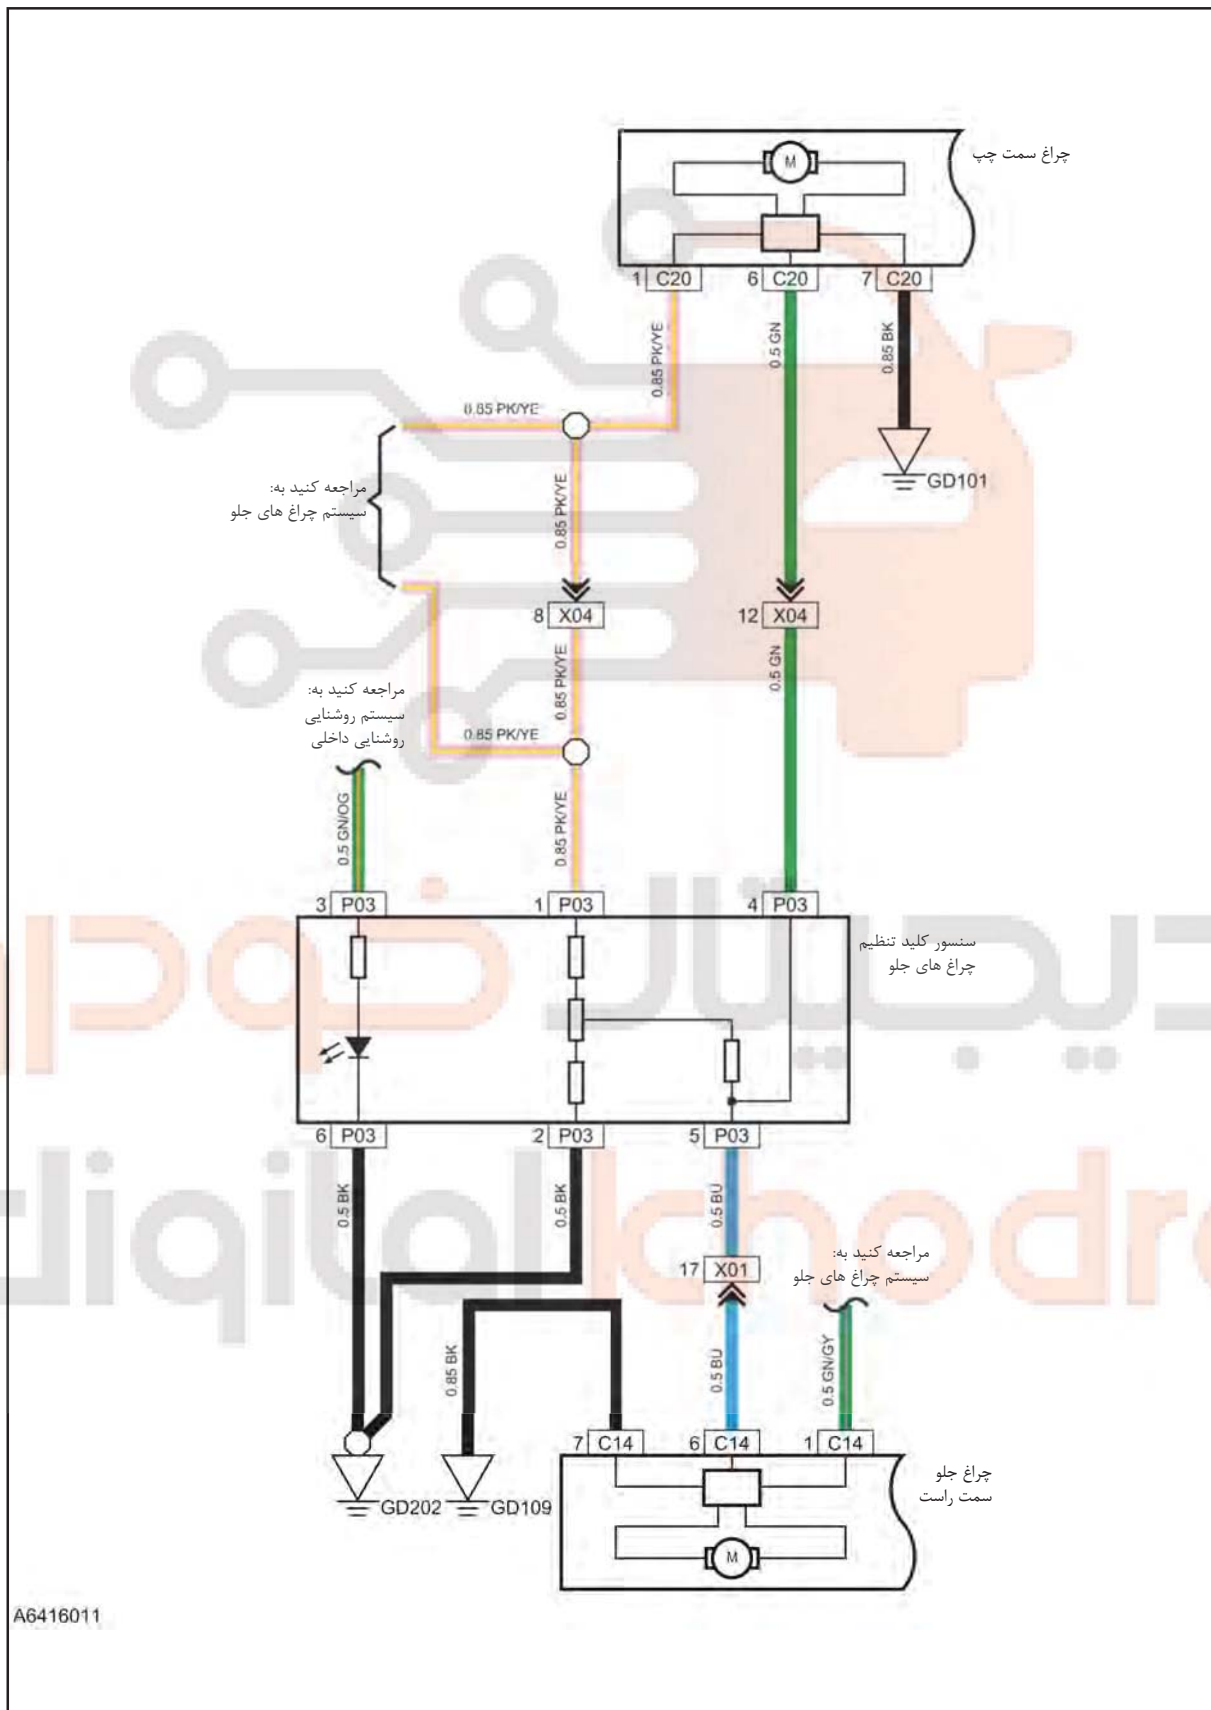 چراغ سمت چپ
M
1 C20
6 C20
7 C20
0.85 PK/YE
0.5 GN
0.85 BK
0.85 PK/YE
GD101
مراجعه کنید به:
سیستم چراغ های جلو
0.85 PK/YE
8 X04
12 X04
0.85 PK/YE
0.5 GN
مراجعه کنید به:
سیستم روشنایی
روشنایی داخلی
0.85 PK/YE
0.5 GN/OG
0.85 PK/YE
3 P03
1 P03
4 P03
سنسور کلید تنظیم
چراغ های جلو
دیجیتال خودرو
6 P03
2 P03
5 P03
0.5 BK
0.5 BK
0.5 BU
مراجعه کنید به:
سیستم چراغ های جلو
17 X01
0.85 BK
0.5 BU
0.5 GN/GY
7 C14
6 C14
1 C14
GD202
GD109
چراغ جلو
سمت راست
M
A6416011